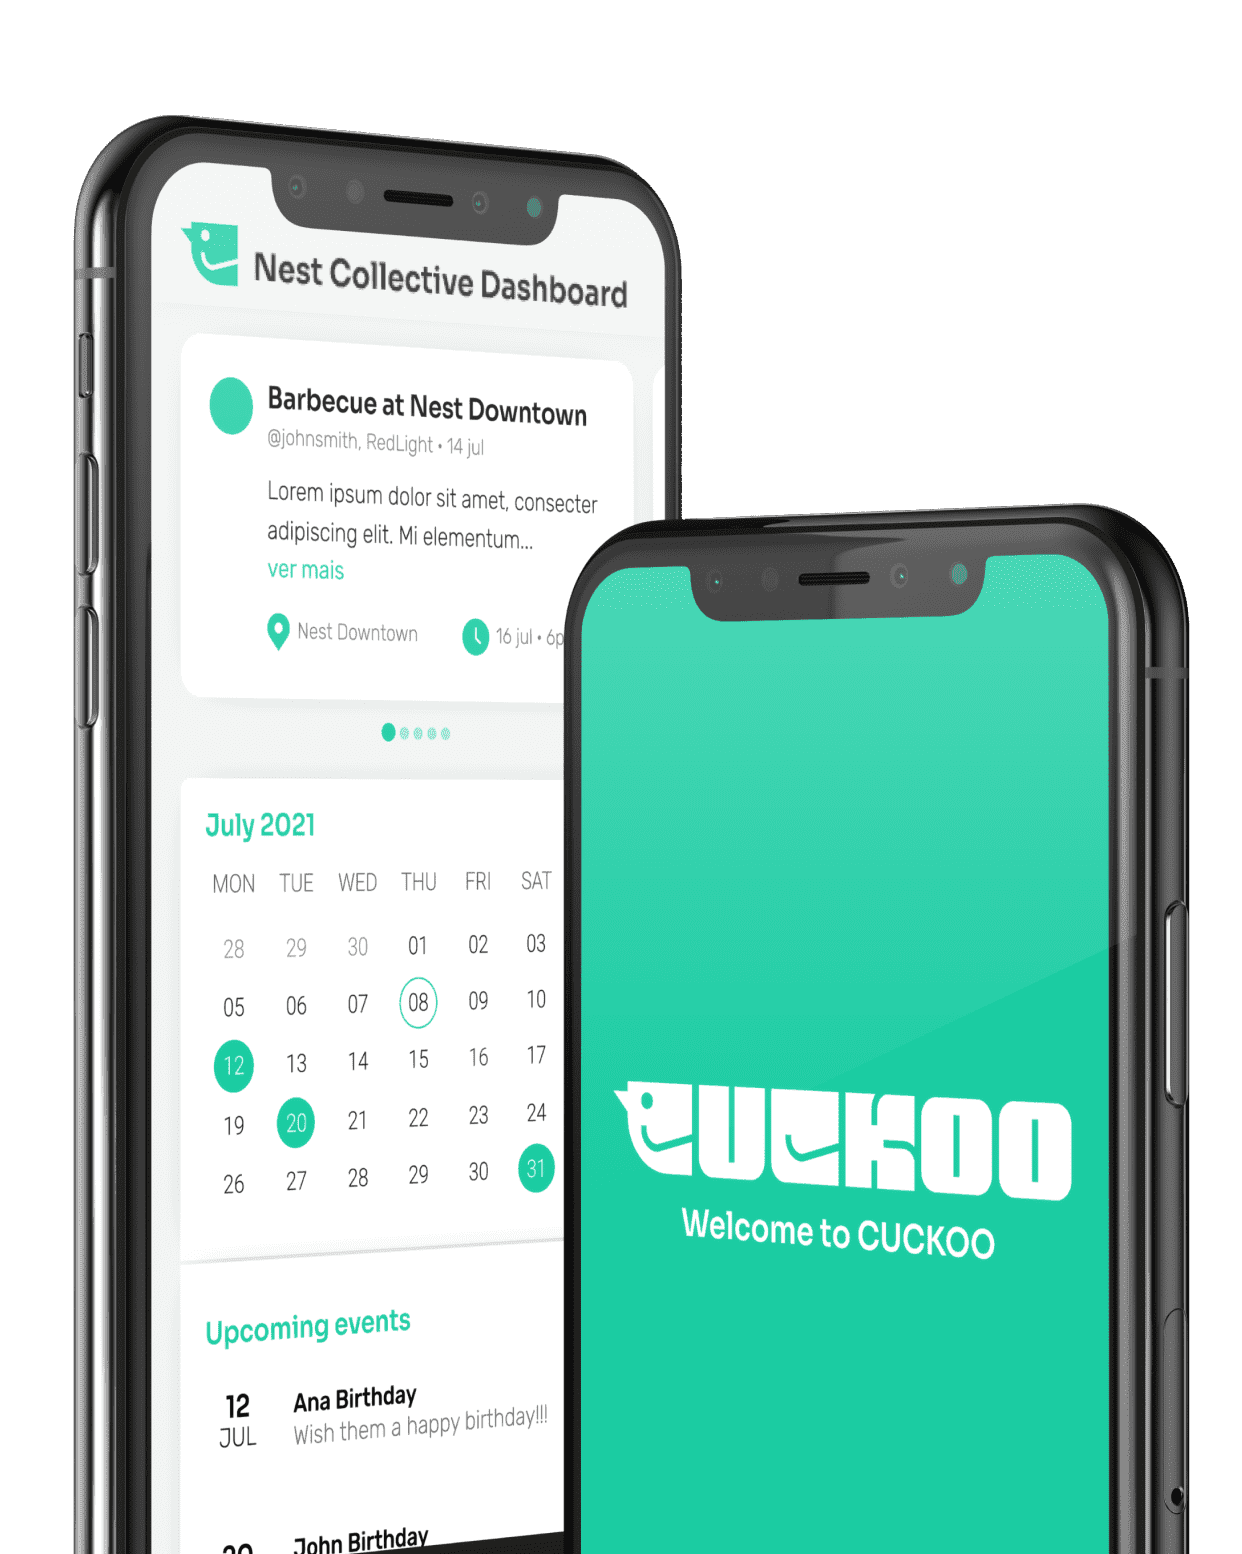 Nest Collective Dashboard
Barbecue at Nest Downtown
@johnsmith, RedLight • 14 jul
Lorem ipsum dolor sit amet, consecter
adipiscing elit. Mi elementum...
ver mais
Nest Downtown
16 jul • 6p
July 2021
MON TUE WED THU FRI SAT
28 29 30 01 02 03
05 06 07 08 09 10
12 13 14 15 16 17
19 20 21 22 23 24
26 27 28 29 30 31
Upcoming events
12 Ana Birthday
JUL Wish them a happy birthday!!!
20 John Birthday
CUCKOO
Welcome to CUCKOO